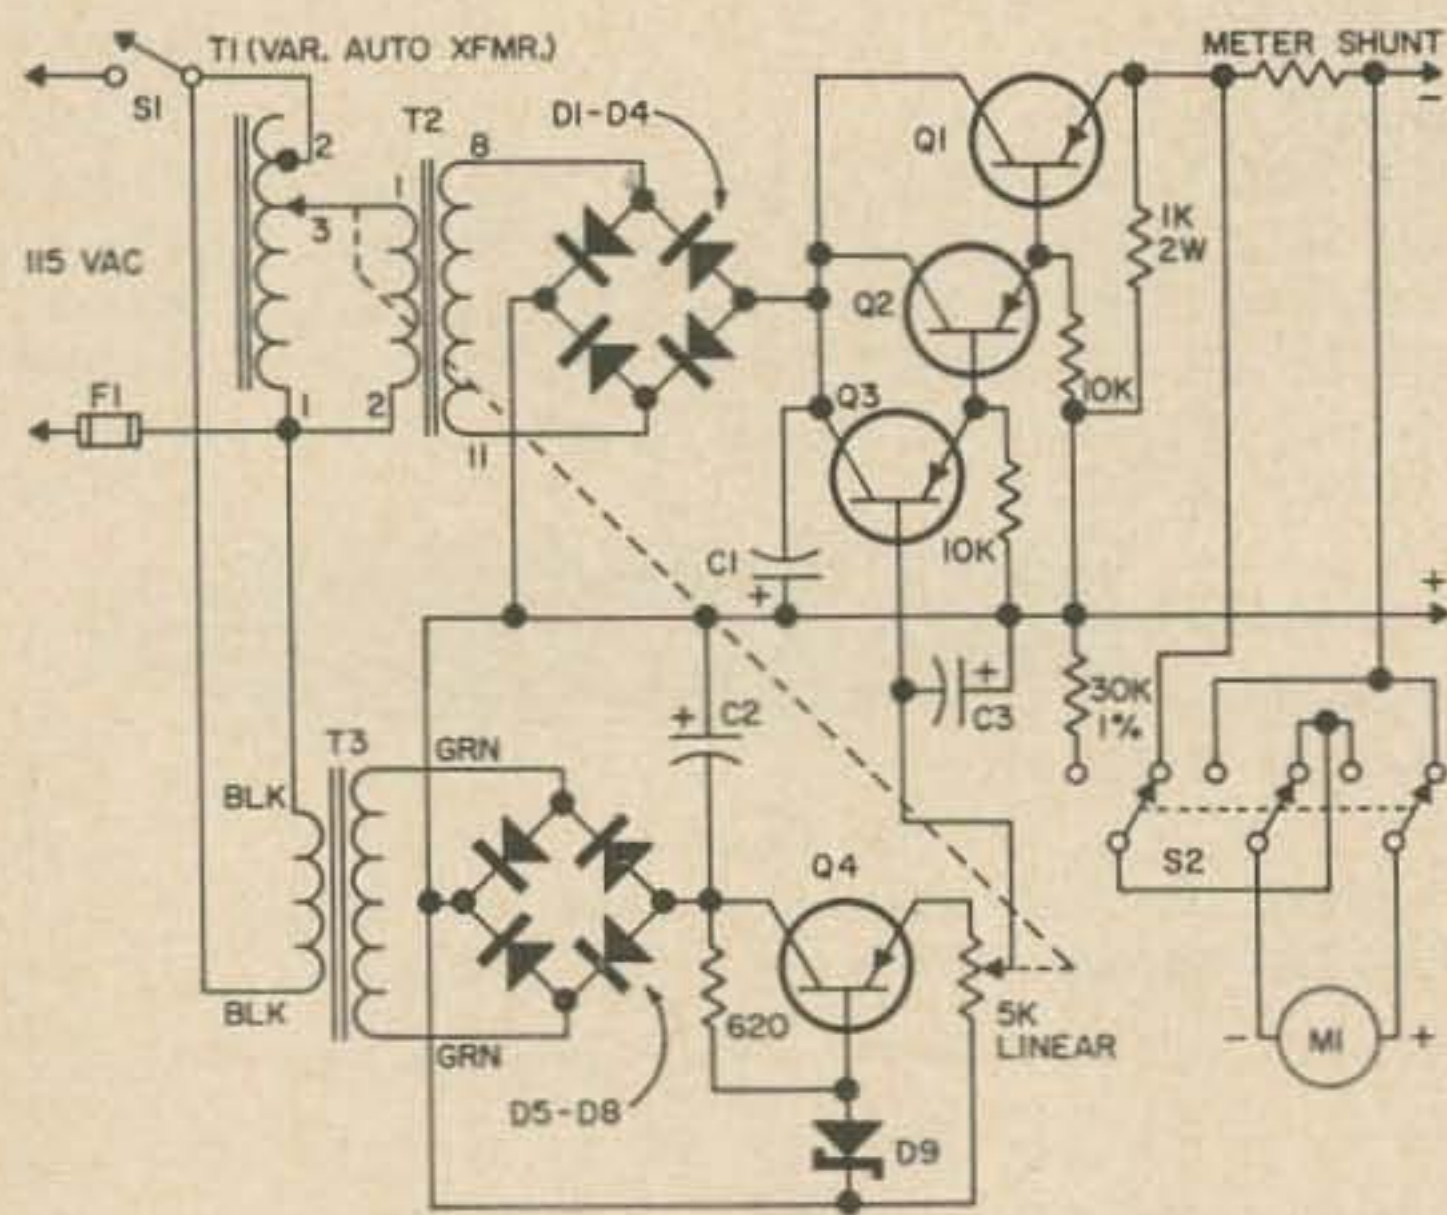 T1 (VAR. AUTO XFMR.)
METER SHUNT
S1
-
T2
D1-D4
8
Q1
2
1
3
1K
2W
115 VAC
Q2
F1
1
2
10K
Q3
11
10K
C1
+
+
+
C3
30K
1%
+
C2
T3
GRN
BLK
Q4
S2
BLK
620
5K
LINEAR
-
M1
+
GRN
D5-D8
D9